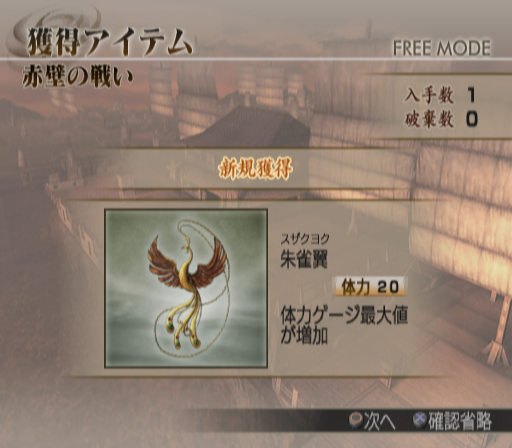 獲得アイテム
FREE MODE
赤壁の戦い
入手数 1
破棄数 0
新規獲得
スザクヨク
朱雀翼
体力 20
体力ゲージ最大値
が増加
次へ 確認省略